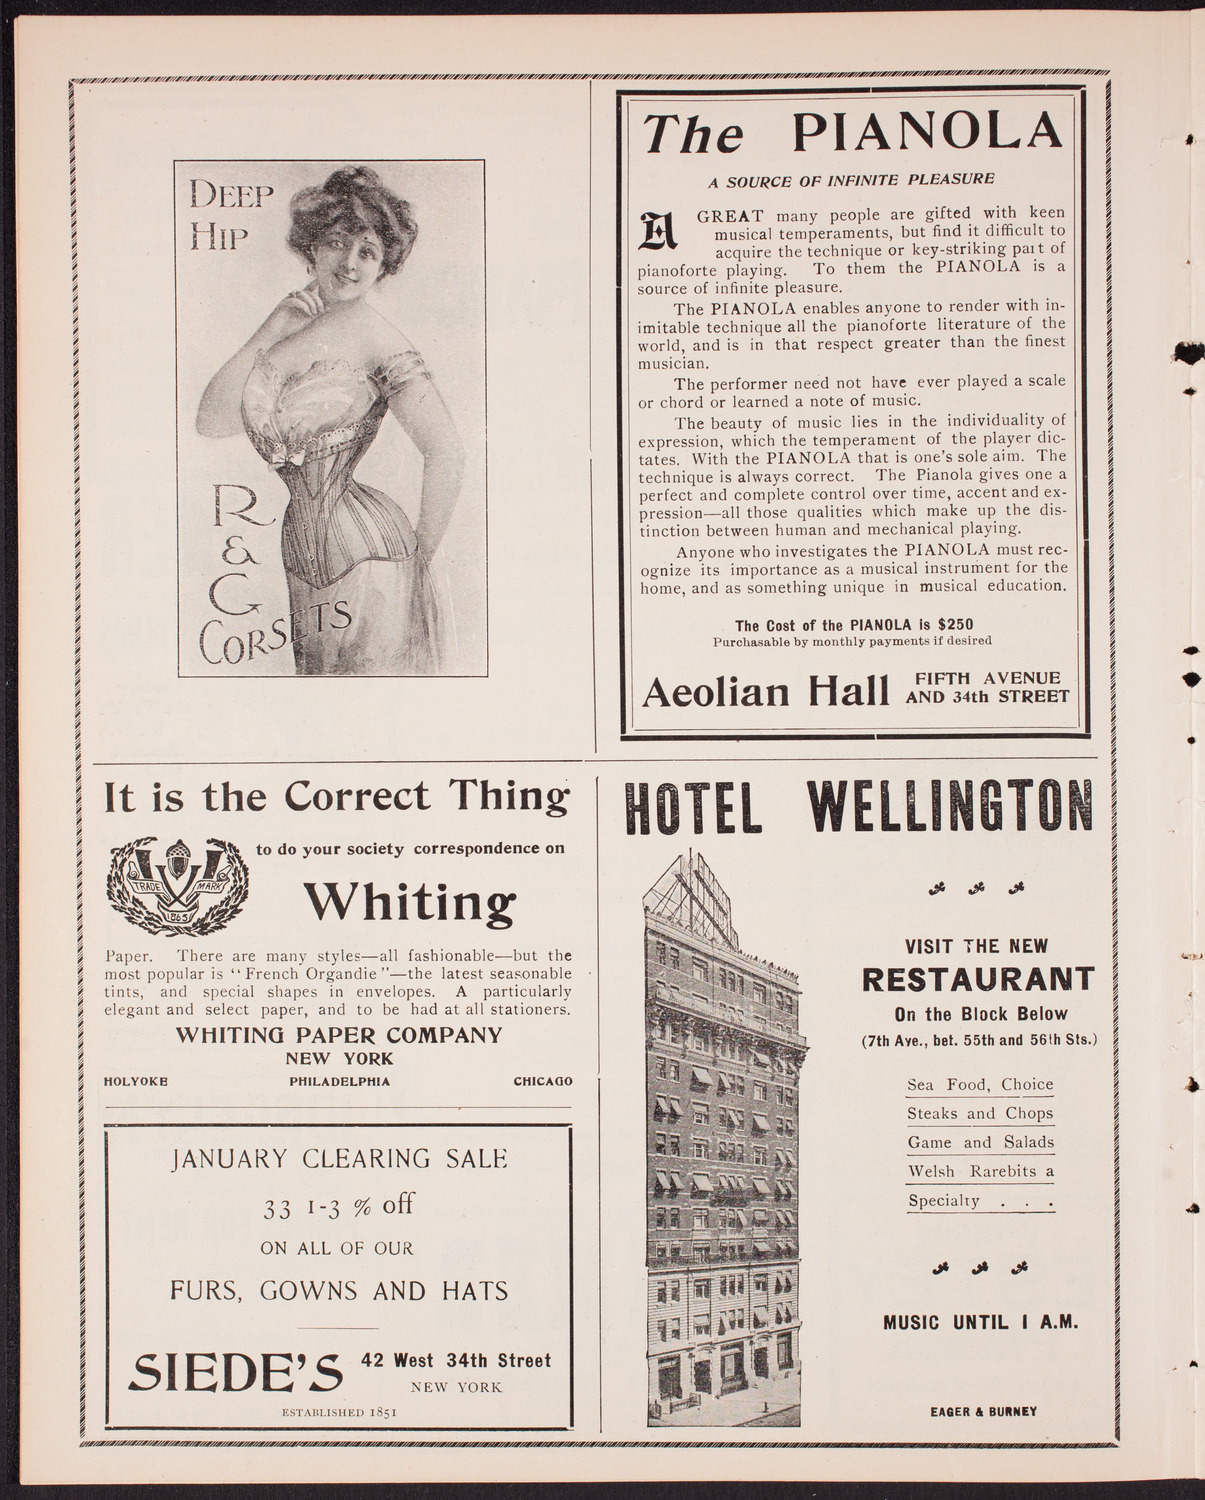 DEEP
HIP
R
&
G
CORSETS
The PIANOLA
A SOURCE OF INFINITE PLEASURE
A GREAT many people are gifted with keen
musical temperaments, but find it difficult to
acquire the technique or key-striking part of
pianoforte playing. To them the PIANOLA is a
source of infinite pleasure.
The PIANOLA enables anyone to render with in-
imitable technique all the pianoforte literature of the
world, and is in that respect greater than the finest
musician.
The performer need not have ever played a scale
or chord or learned a note of music.
The beauty of music lies in the individuality of
expression, which the temperament of the player dic-
tates. With the PIANOLA that is one's sole aim. The
technique is always correct. The Pianola gives one a
perfect and complete control over time, accent and ex-
pression—all those qualities which make up the dis-
tinction between human and mechanical playing.
Anyone who investigates the PIANOLA must rec-
ognize its importance as a musical instrument for the
home, and as something unique in musical education.
The Cost of the PIANOLA is $250
Purchasable by monthly payments if desired
Aeolian Hall
FIFTH AVENUE
AND 34th STREET
It is the Correct Thing
TRADE MARK
1865
to do your society correspondence on
Whiting
Paper. There are many styles—all fashionable—but the
most popular is "French Organdie"—the latest seasonable
tints, and special shapes in envelopes. A particularly
elegant and select paper, and to be had at all stationers.
WHITING PAPER COMPANY
NEW YORK
HOLYOKE PHILADELPHIA CHICAGO
JANUARY CLEARING SALE
33 1-3 % off
ON ALL OF OUR
FURS, GOWNS AND HATS
SIEDE'S
42 West 34th Street
NEW YORK
ESTABLISHED 1851
HOTEL WELLINGTON
VISIT THE NEW
RESTAURANT
On the Block Below
(7th Ave., bet. 55th and 56th Sts.)
Sea Food, Choice
Steaks and Chops
Game and Salads
Welsh Rarebits a
Specialty . . .
MUSIC UNTIL 1 A.M.
EAGER & BURNEY